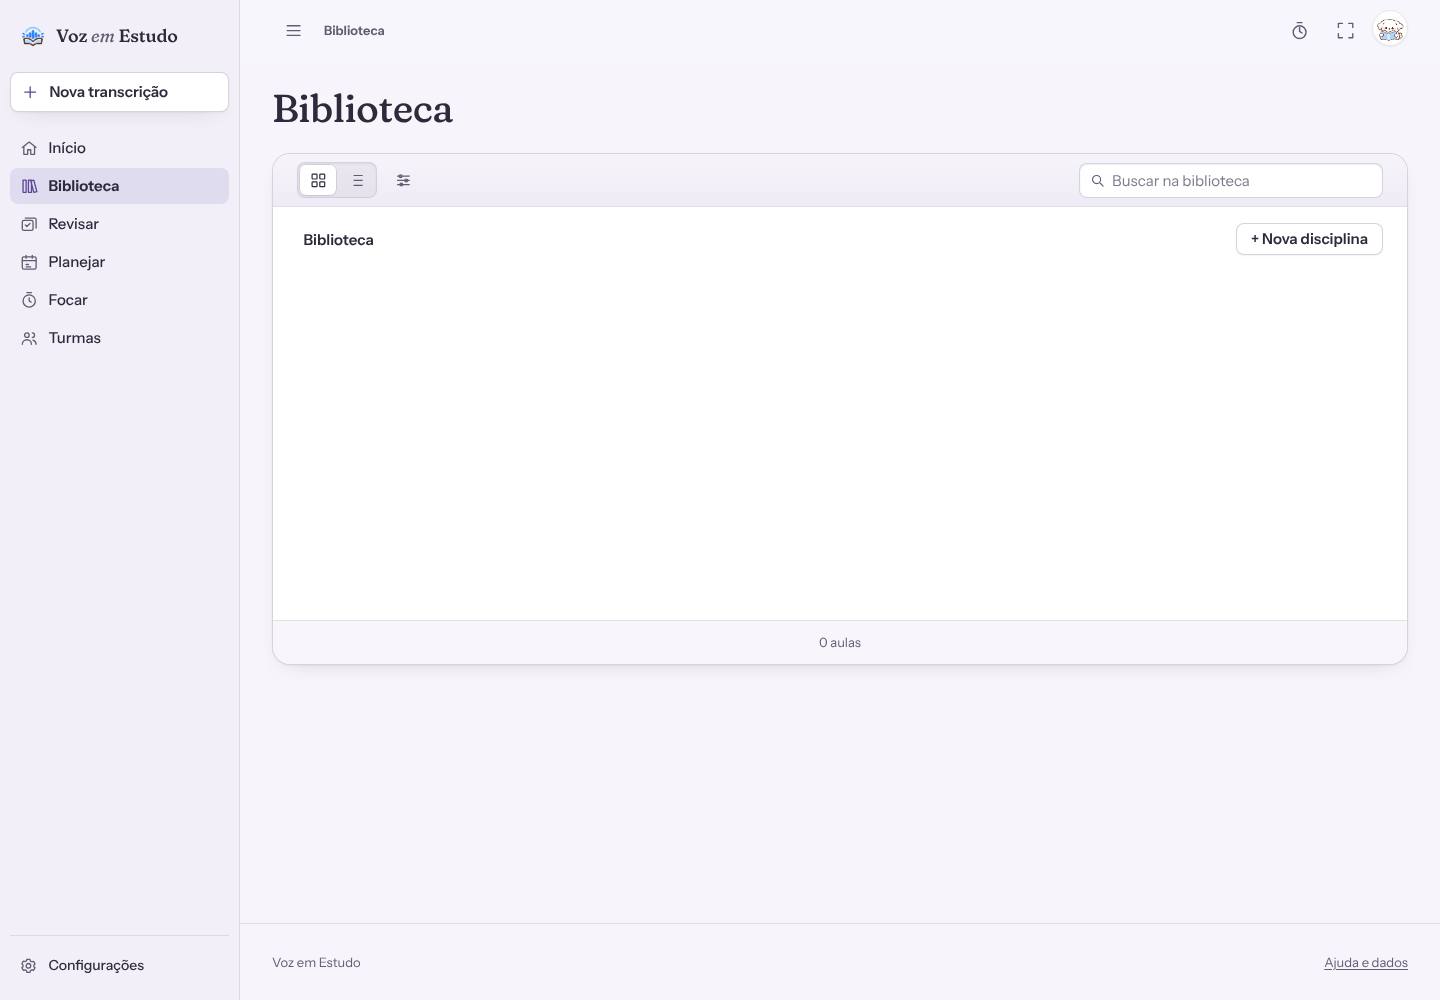 Voz em Estudo
Nova transcrição
Início
Biblioteca
Revisar
Planejar
Focar
Turmas
Configurações
Biblioteca
Biblioteca
Buscar na biblioteca
Biblioteca
+ Nova disciplina
0 aulas
Voz em Estudo
Ajuda e dados